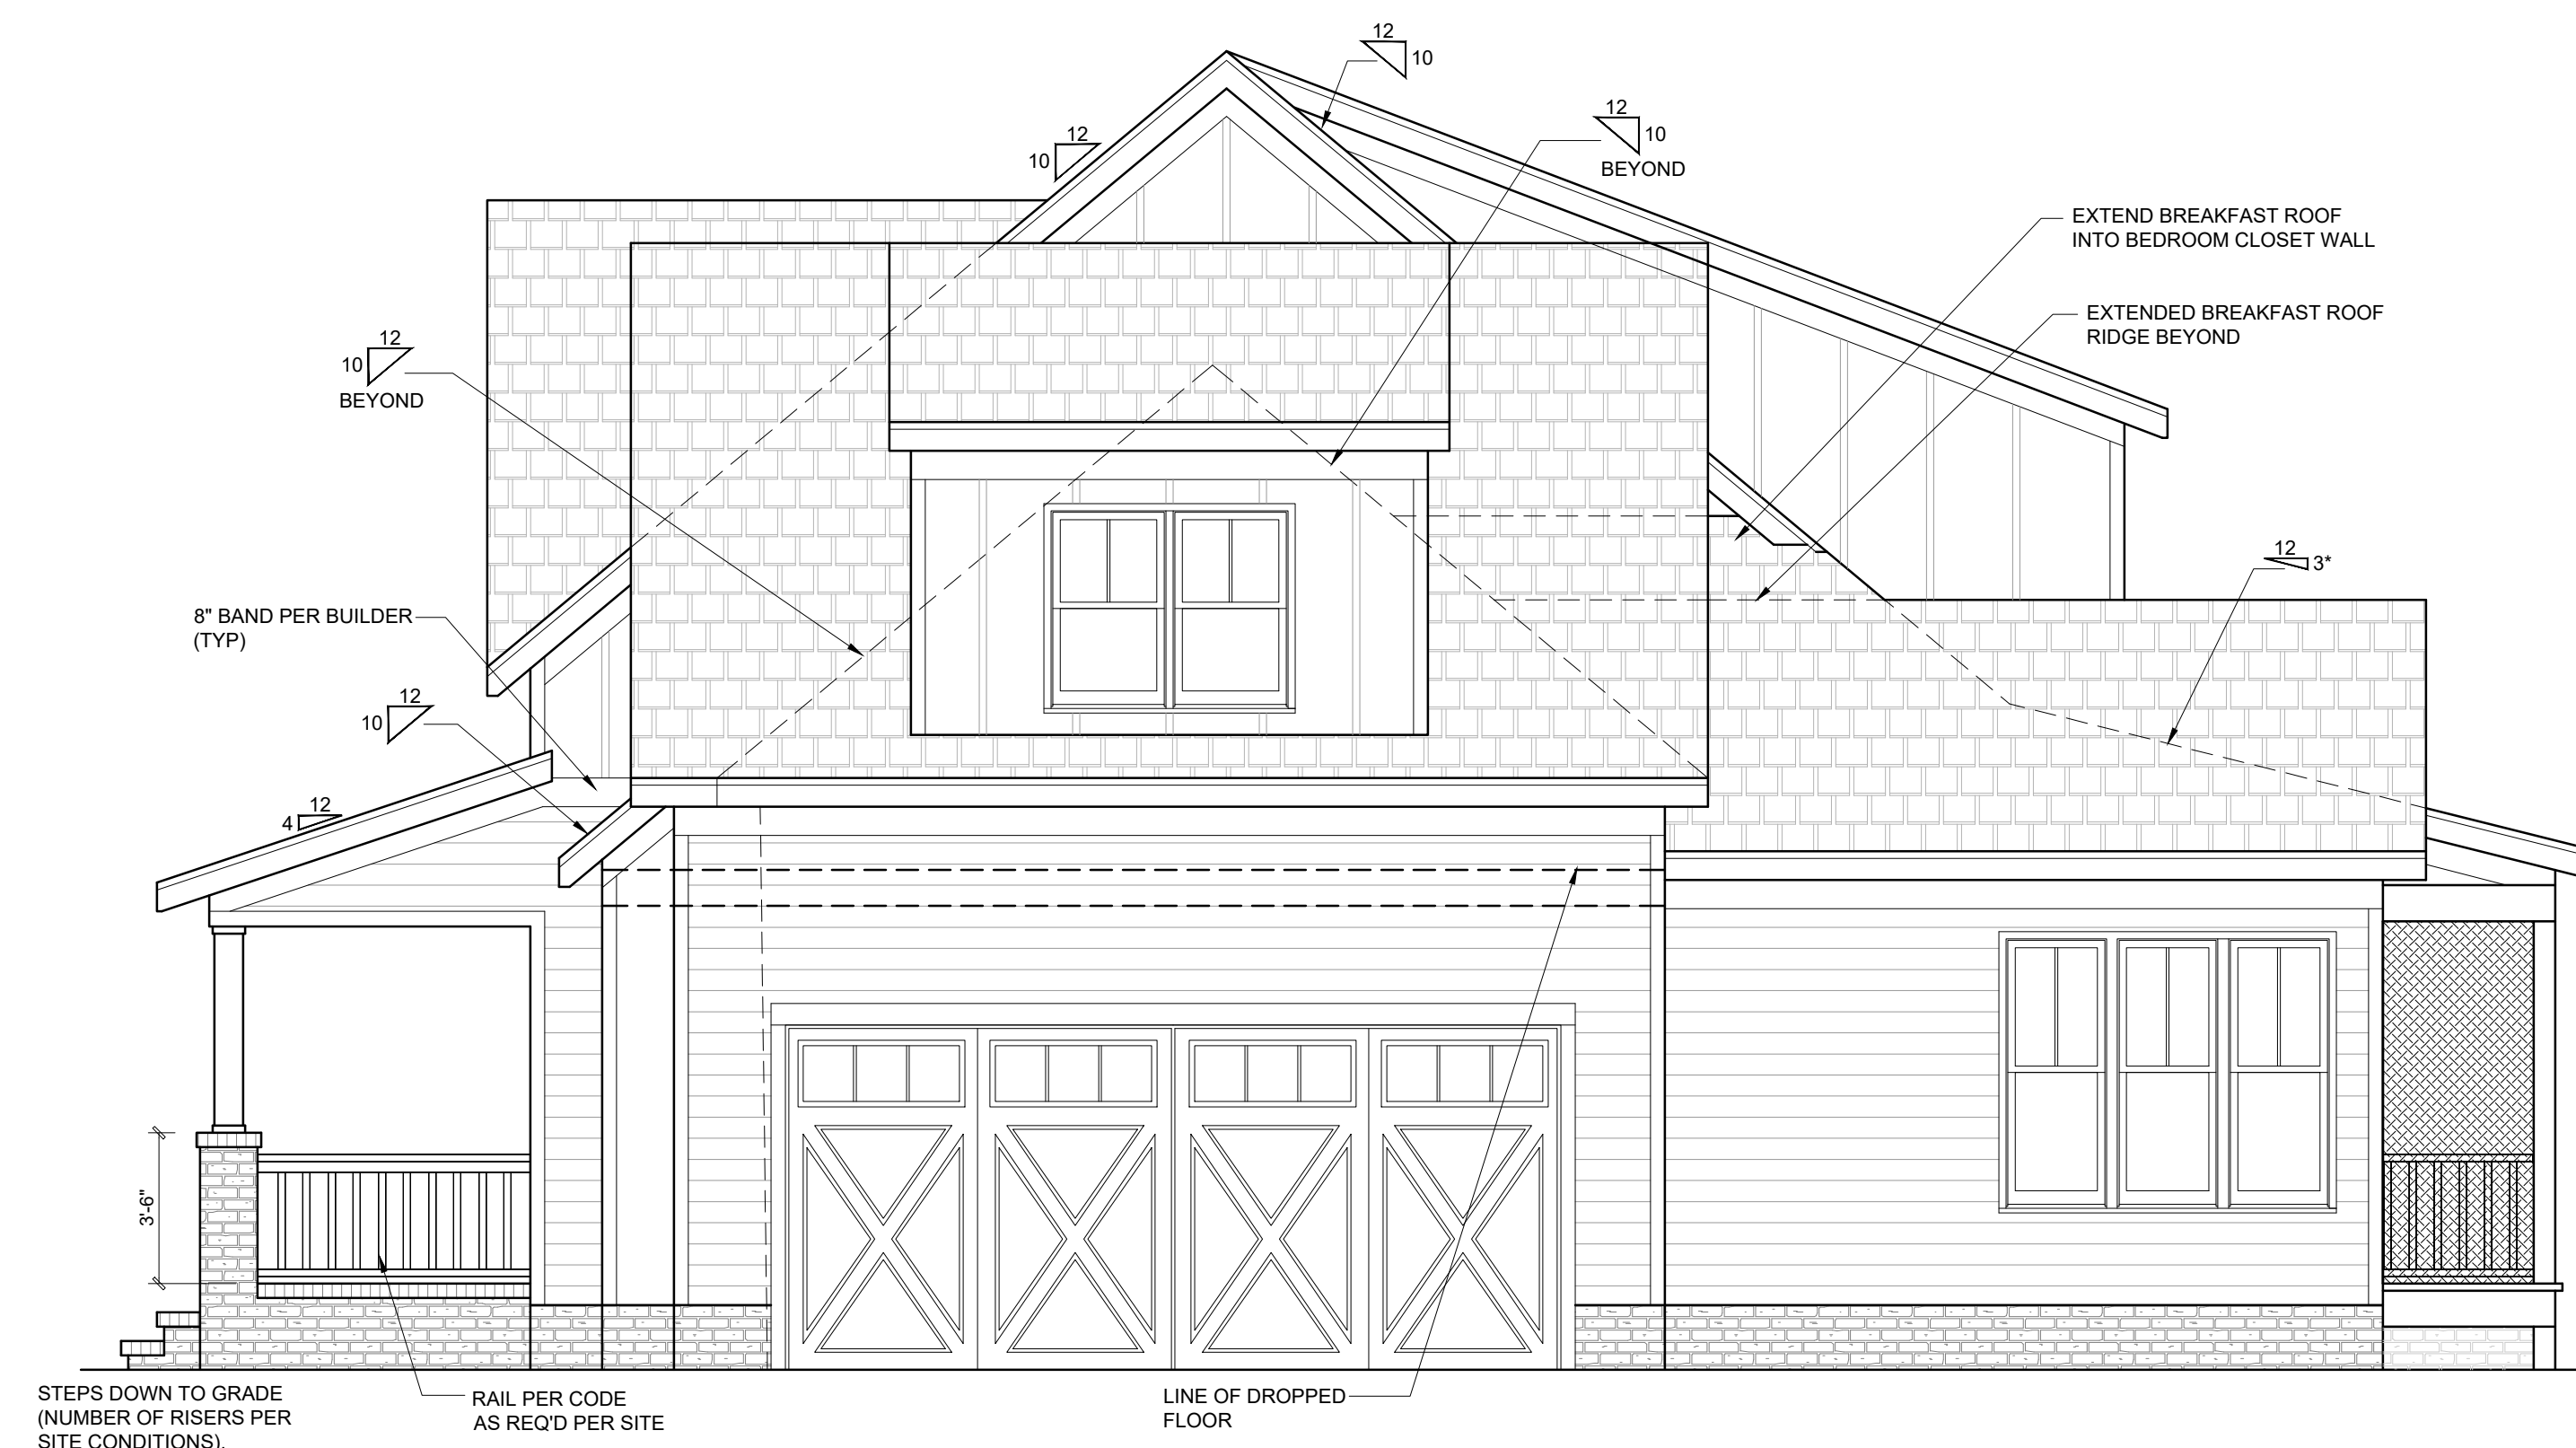 12
10
12
10
BEYOND
12
10
EXTEND BREAKFAST ROOF
INTO BEDROOM CLOSET WALL
EXTENDED BREAKFAST ROOF
RIDGE BEYOND
12
10
BEYOND
12
3*
8" BAND PER BUILDER
(TYP)
12
10
12
4
3'-6"
STEPS DOWN TO GRADE
(NUMBER OF RISERS PER
SITE CONDITIONS).
RAIL PER CODE
AS REQ'D PER SITE
LINE OF DROPPED
FLOOR